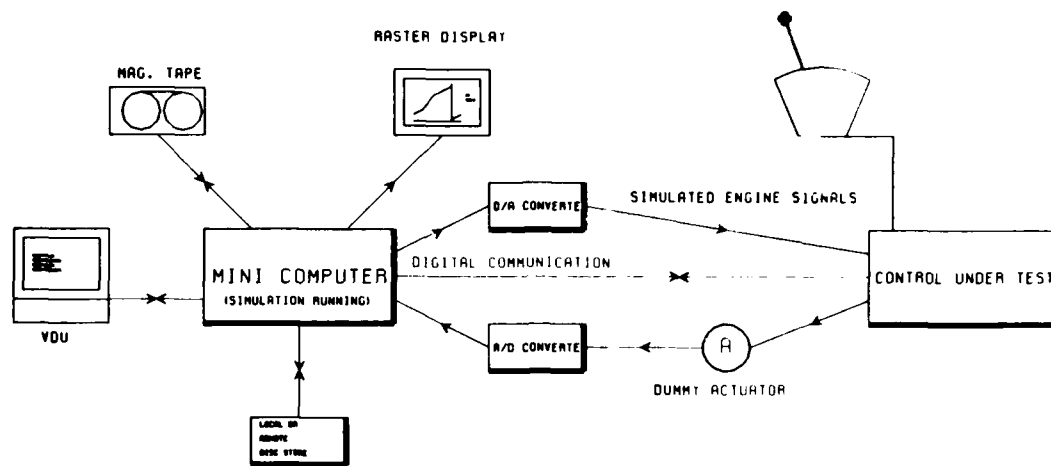 RASTER DISPLAY
MAG. TAPE
SIMULATED ENGINE SIGNALS
D/A CONVERTE
MINI COMPUTER
(SIMULATION RUNNING)
DIGITAL COMMUNICATION
CONTROL UNDER TEST
VDU
A/D CONVERTE
A
DUMMY ACTUATOR
LOCAL OR
REMOTE
DISC STORE